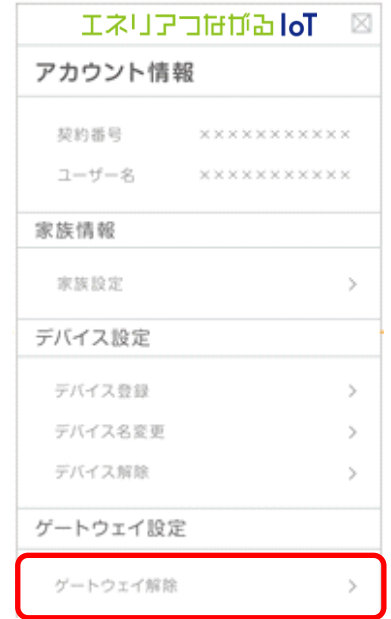 エネリアつながるIoT
アカウント情報
契約番号 ×××××××××××
ユーザー名 ×××××××××××
家族情報
家族設定 >
デバイス設定
デバイス登録 >
デバイス名変更 >
デバイス解除 >
ゲートウェイ設定
ゲートウェイ解除 >